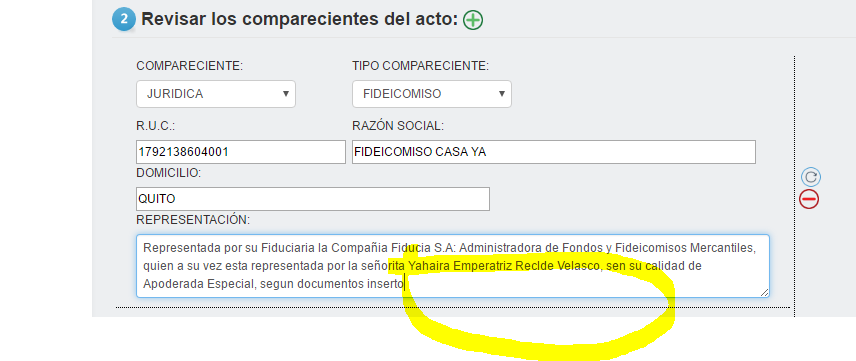 2 Revisar los comparecientes del acto:
COMPARECIENTE: TIPO COMPARECIENTE:
JURIDICA FIDEICOMISO
R.U.C.: RAZÓN SOCIAL:
1792138604001 FIDEICOMISO CASA YA
DOMICILIO:
QUITO
REPRESENTACIÓN:
Representada por su Fiduciaria la Compañia Fiducia S.A: Administradora de Fondos y Fideicomisos Mercantiles,
quien a su vez esta representada por la señorita Yahaira Emperatriz Reclde Velasco, sen su calidad de
Apoderada Especial, segun documentos inserto